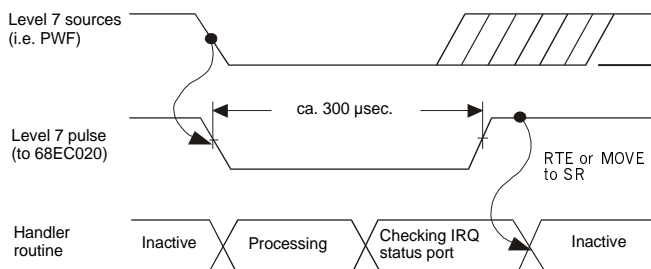 Level 7 sources
(i.e. PWF)
ca. 300 µsec.
Level 7 pulse
(to 68EC020)
RTE or MOVE
to SR
Handler
routine
Inactive
Processing
Checking IRQ
status port
Inactive